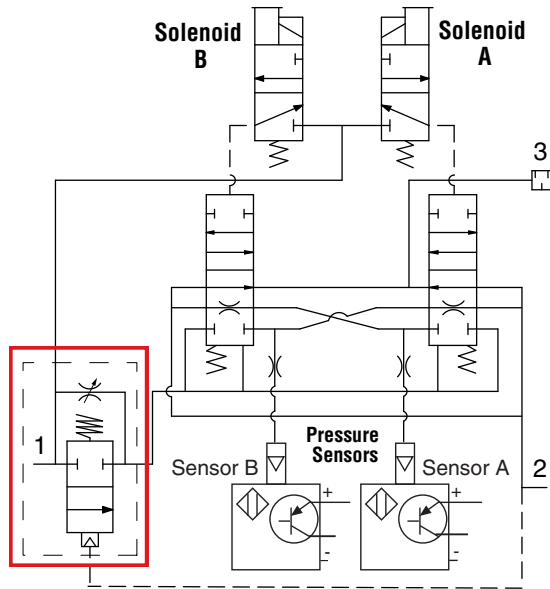 Solenoid
B
Solenoid
A
3
1
Pressure
Sensors
Sensor B
Sensor A
2
+
-
+
-